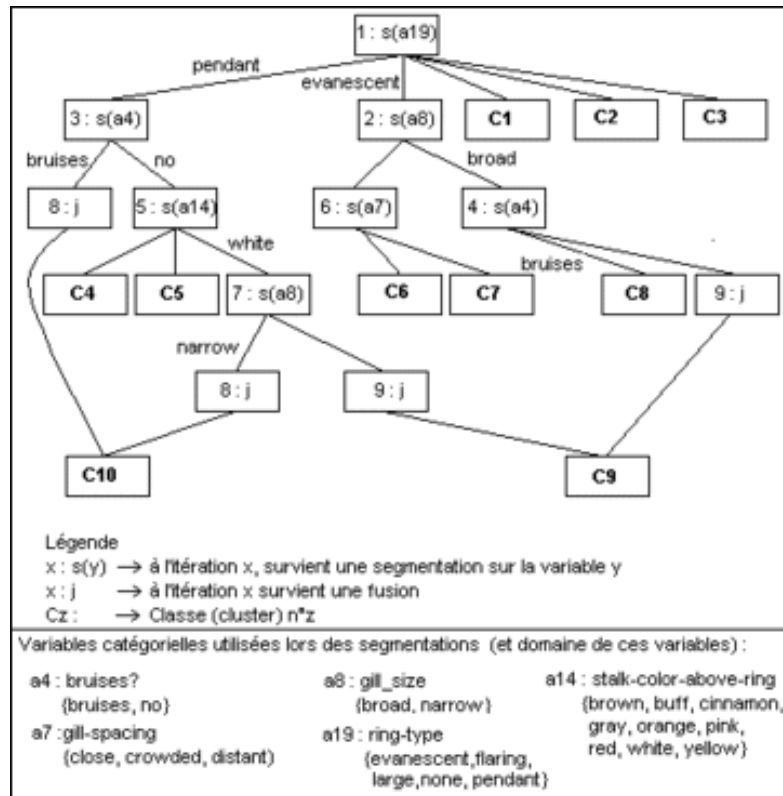 1 : s(a19)
pendant
evanescent
3 : s(a4)
2 : s(a8)
C1
C2
C3
bruises
no
broad
8 : j
5 : s(a14)
6 : s(a7)
4 : s(a4)
white
bruises
C4
C5
7 : s(a8)
C6
C7
C8
9 : j
narrow
8 : j
9 : j
C10
C9
Légende
x : s(y) → à l'itération x, survient une segmentation sur la variable y
x : j → à l'itération x survient une fusion
Cz : → Classe (cluster) n°z
Variables catégorielles utilisées lors des segmentations (et domaine de ces variables) :
a4 : bruises?
{bruises, no}
a7 :gill-spacing
{close, crowded, distant)
a8 : gill_size
{broad, narrow}
a19 : ring-type
{evanescent,flaring,
large,none, pendant}
a14 : stalk-color-above-ring
{brown, buff, cinnamon,
gray, orange, pink,
red, white, yellow}